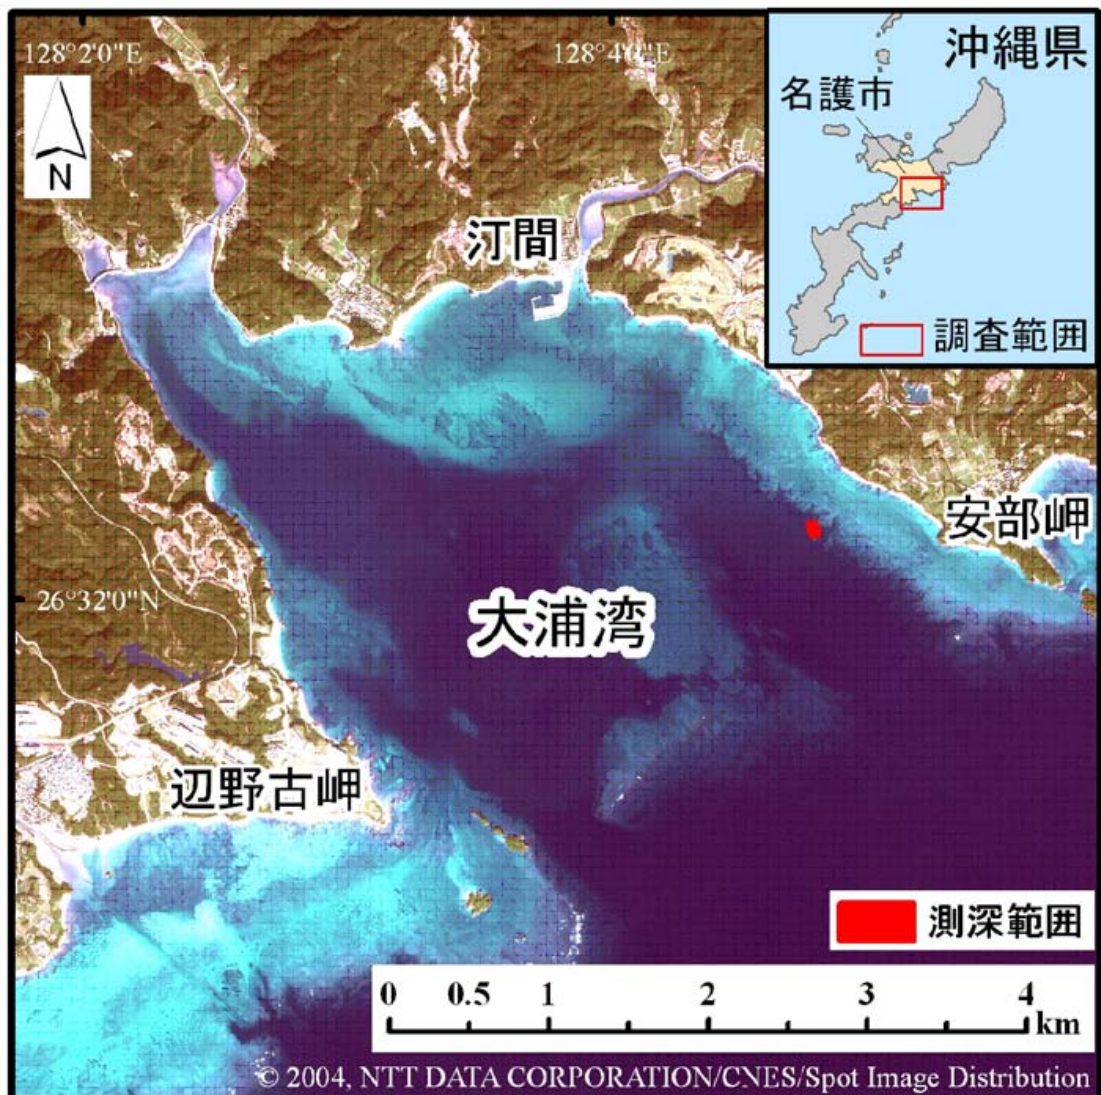 128°2'0"E
128°4'0"E
沖縄県
名護市
N
汀間
調査範囲
安部岬
26°32'0"N
大浦湾
辺野古岬
測深範囲
0 0.5 1 2 3 4
km
© 2004, NTT DATA CORPORATION/CNES/Spot Image Distribution